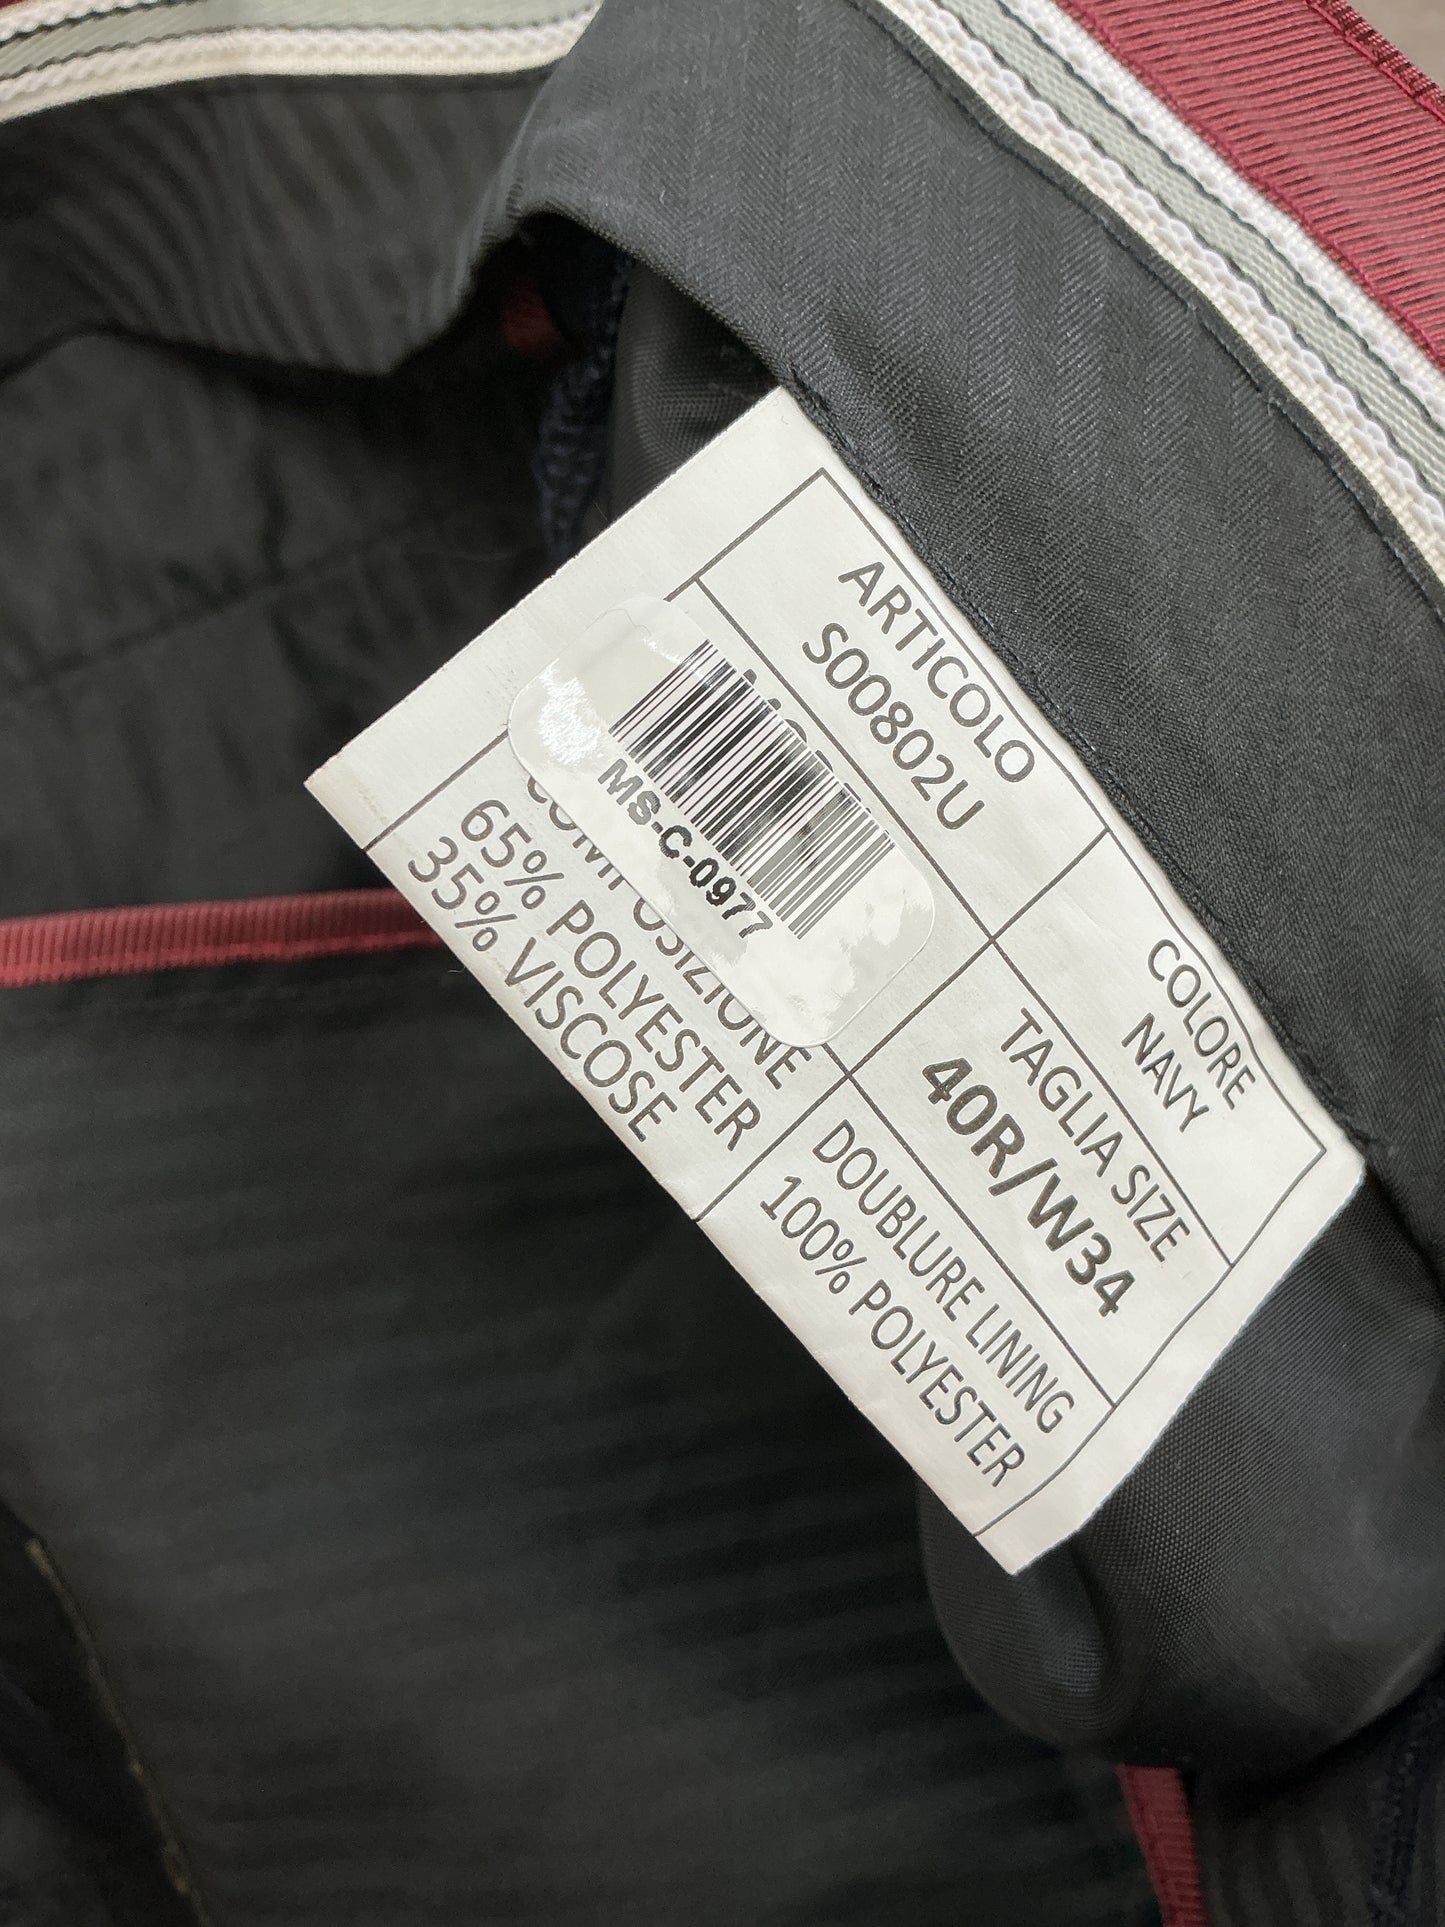 ARTICOLO
S00802U
COLORE
NAVY
TAGLIA SIZE
40R/W34
MS-C-0977
COMPOSIZIONE
65% POLYESTER
35% VISCOSE
DOUBLURE LINING
100% POLYESTER